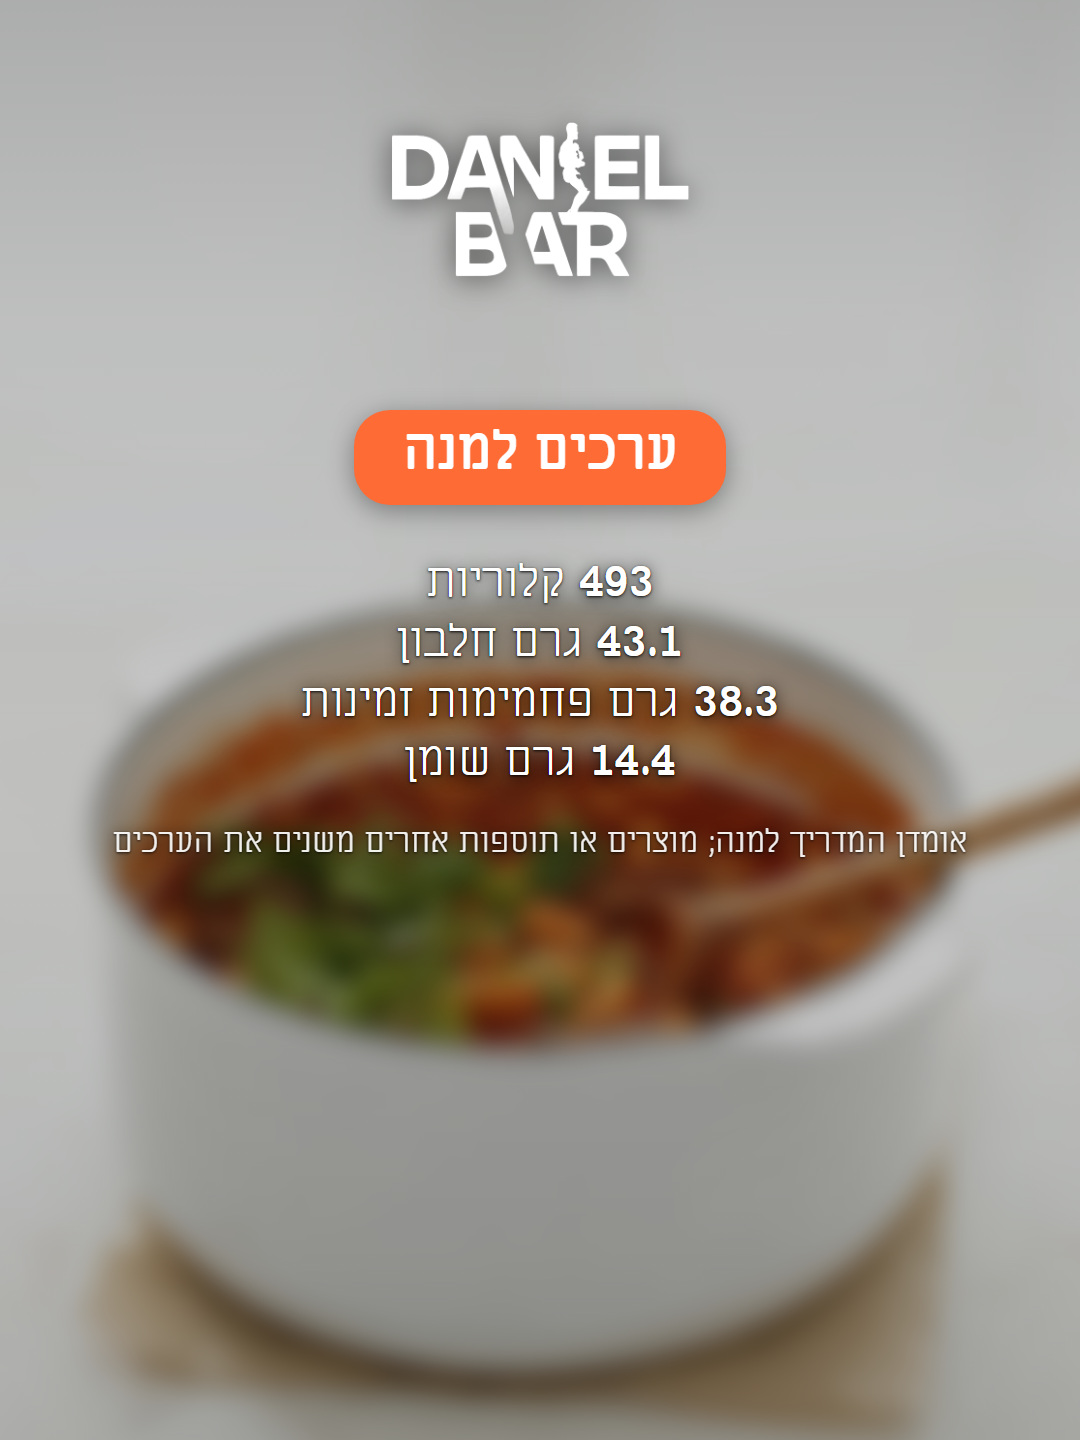 DANIEL
BAR
ערכים למנה
493 קלוריות
43.1 גרם חלבון
38.3 גרם פחמימות זמינות
14.4 גרם שומן
אומדן המדריך למנה; מוצרים או תוספות אחרים משנים את הערכים